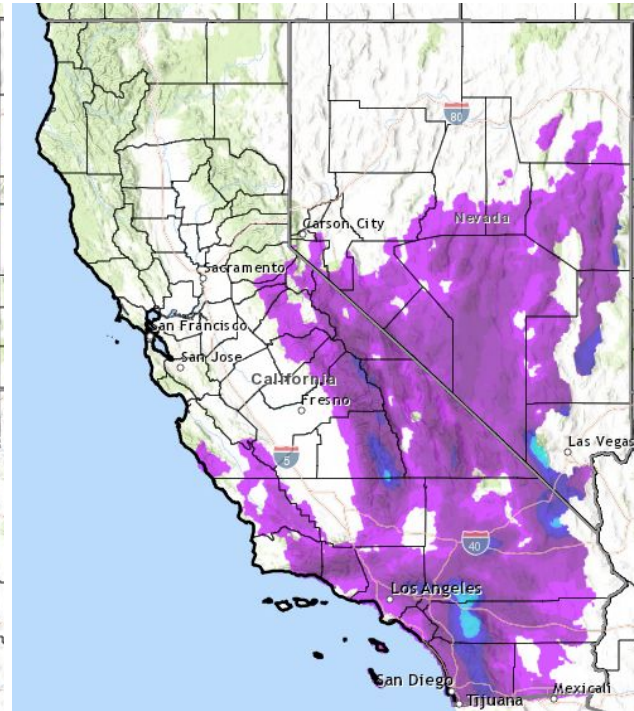 80
Nevada
Carson City
Sacramento
San Francisco
San Jose
California
Fresno
5
Las Vegas
40
Los Angeles
San Diego
Tijuana
Mexicali